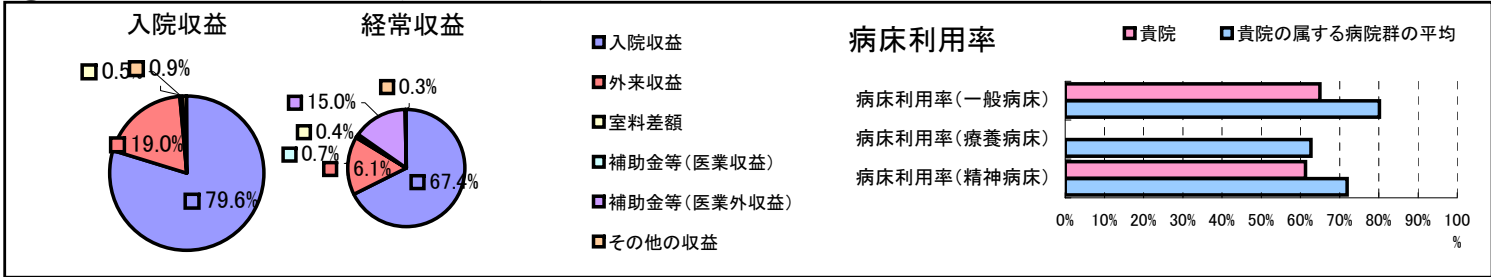 入院収益
0.5%
0.9%
19.0%
79.6%
経常収益
0.3%
15.0%
0.4%
0.7%
16.1%
67.4%
入院収益
外来収益
室料差額
補助金等(医業収益)
補助金等(医業外収益)
その他の収益
病床利用率
貴院
貴院の属する病院群の平均
病床利用率(一般病床)
病床利用率(療養病床)
病床利用率(精神病床)
0% 10% 20% 30% 40% 50% 60% 70% 80% 90% 100
%